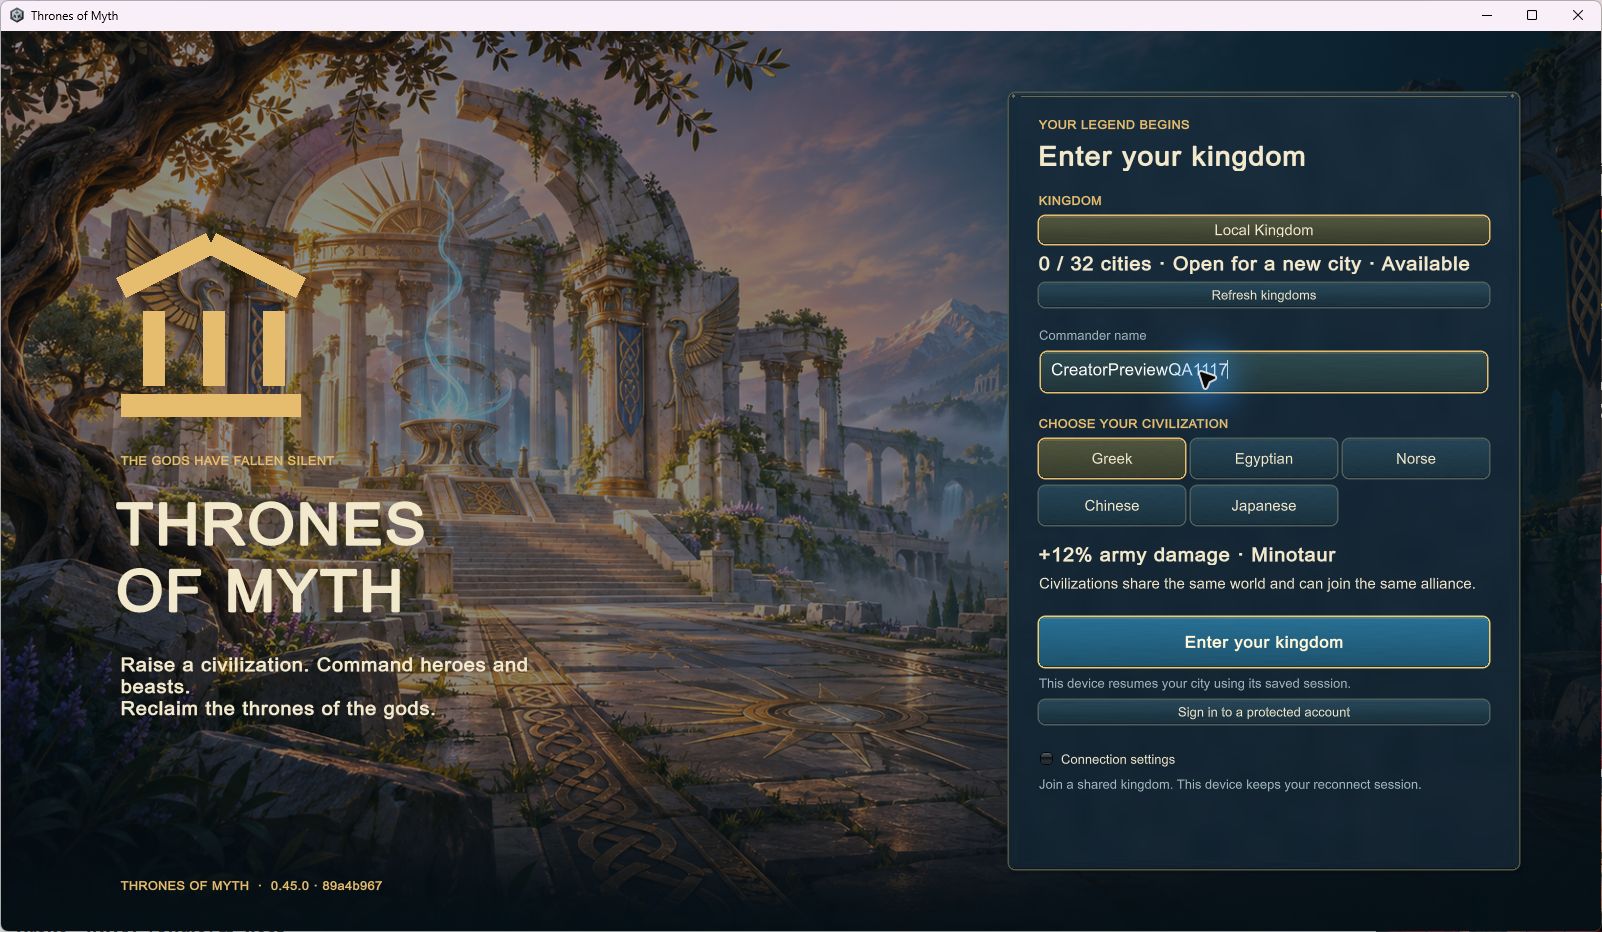 Thrones of Myth
THE GODS HAVE FALLEN SILENT
THRONES
OF MYTH
Raise a civilization. Command heroes and
beasts.
Reclaim the thrones of the gods.
THRONES OF MYTH · 0.45.0 · 89a4b967
YOUR LEGEND BEGINS
Enter your kingdom
KINGDOM
Local Kingdom
0 / 32 cities · Open for a new city · Available
Refresh kingdoms
Commander name
CreatorPreviewQA1117
CHOOSE YOUR CIVILIZATION
Greek
Egyptian
Norse
Chinese
Japanese
+12% army damage · Minotaur
Civilizations share the same world and can join the same alliance.
Enter your kingdom
This device resumes your city using its saved session.
Sign in to a protected account
Connection settings
Join a shared kingdom. This device keeps your reconnect session.